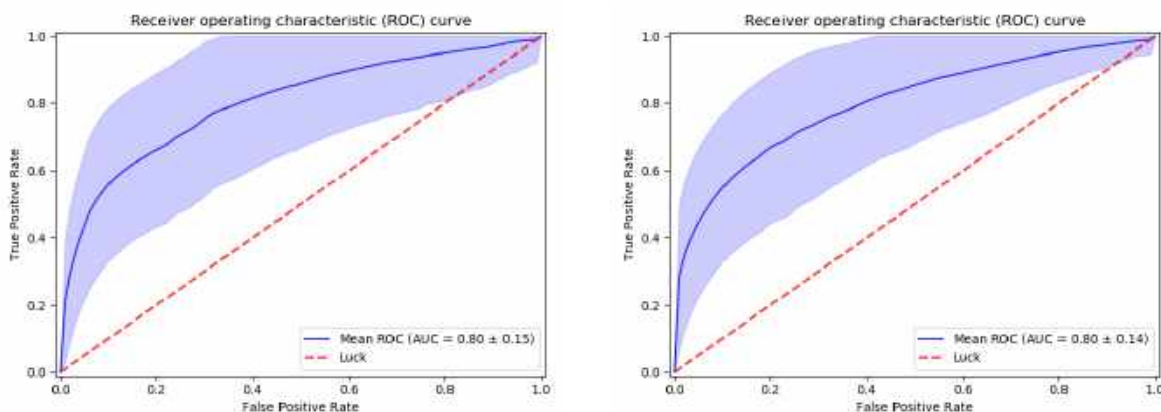 Receiver operating characteristic (ROC) curve
1.0
0.8
0.6
0.4
0.2
0.0
True Positive Rate
Mean ROC (AUC = 0.80 ± 0.15)
Luck
0.0 0.2 0.4 0.6 0.8 1.0
False Positive Rate
Receiver operating characteristic (ROC) curve
1.0
0.8
0.6
0.4
0.2
0.0
True Positive Rate
Mean ROC (AUC = 0.80 ± 0.14)
Luck
0.0 0.2 0.4 0.6 0.8 1.0
False Positive Rate